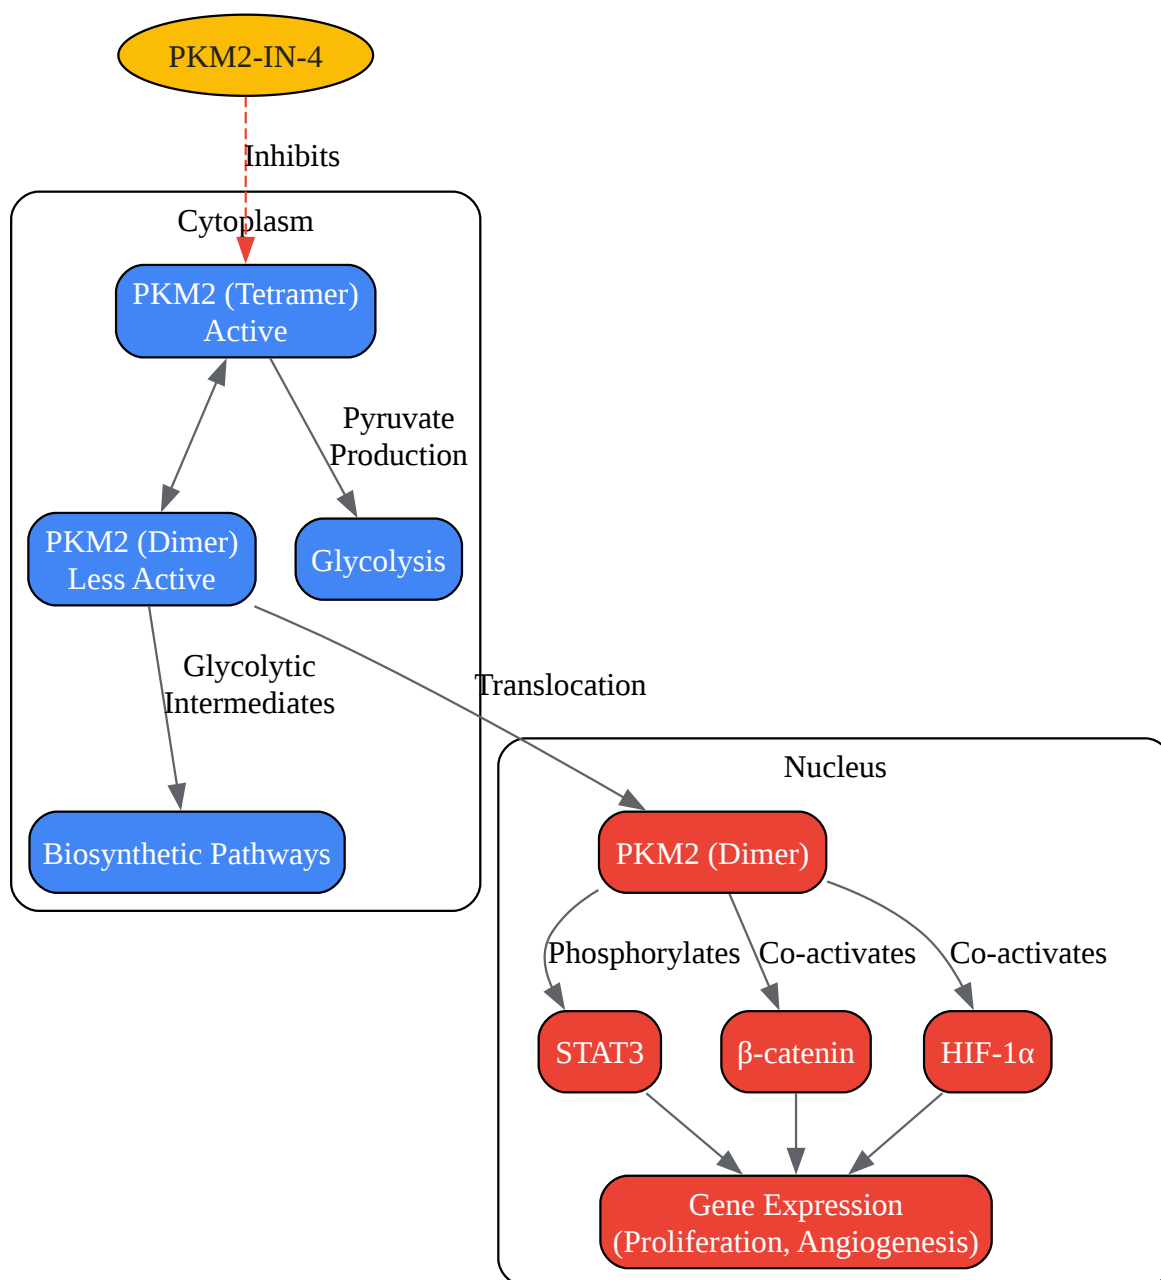 PKM2-IN-4
Inhibits
Cytoplasm
PKM2 (Tetramer)
Active
Pyruvate
Production
PKM2 (Dimer)
Less Active
Glycolysis
Glycolytic
Intermediates
Translocation
Biosynthetic Pathways
Nucleus
PKM2 (Dimer)
Phosphorylates
Co-activates
Co-activates
STAT3
β-catenin
HIF-1α
Gene Expression
(Proliferation, Angiogenesis)